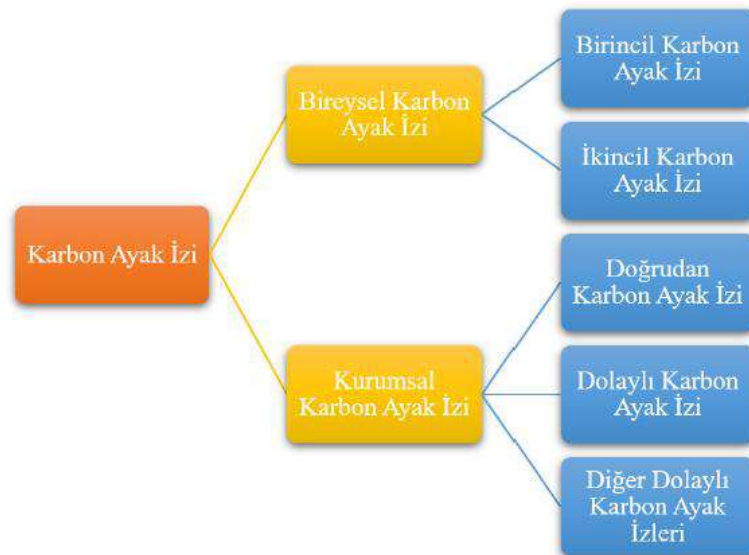 Karbon Ayak İzi
Bireysel Karbon
Ayak İzi
Birincil Karbon
Ayak İzi
İkincil Karbon
Ayak İzi
Kurumsal
Karbon Ayak İzi
Doğrudan
Karbon Ayak İzi
Dolaylı Karbon
Ayak İzi
Diğer Dolaylı
Karbon Ayak
İzleri